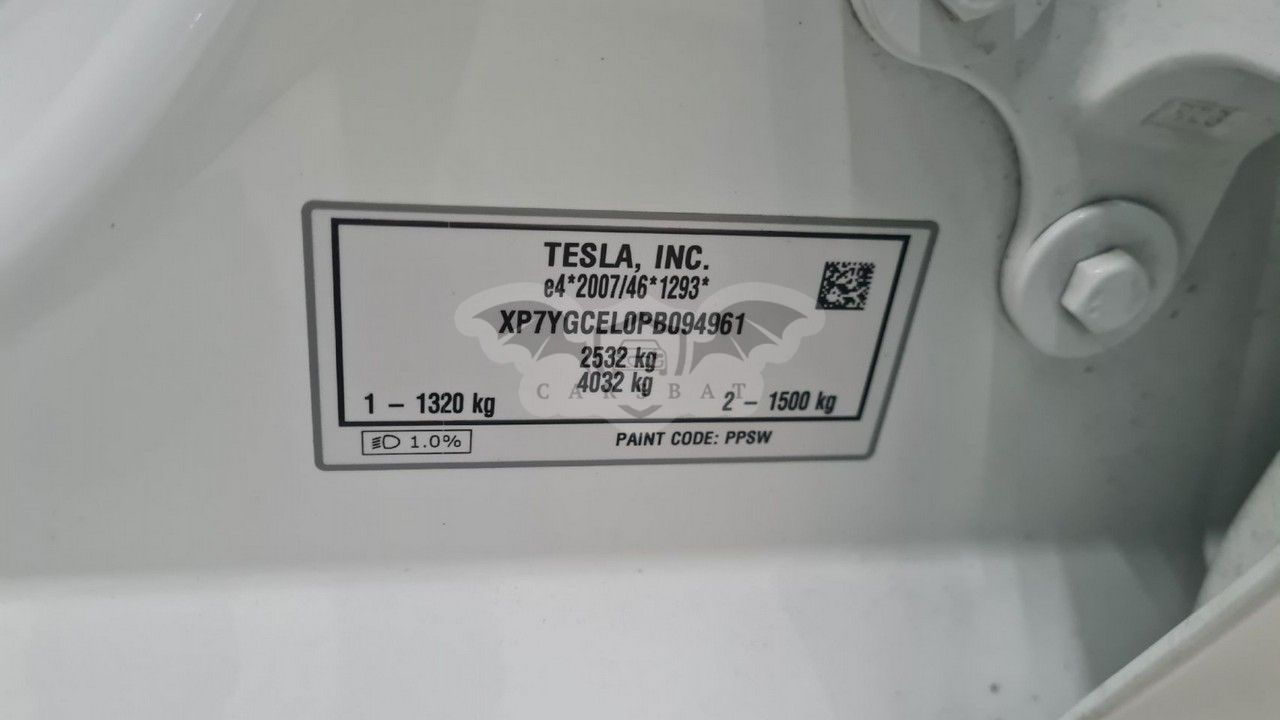 TESLA, INC.
e4*2007/46*1293*
XP7YGCEL0PB094961
2532 kg
4032 kg
CARSBAT
1 – 1320 kg 2 – 1500 kg
1.0% PAINT CODE: PPSW